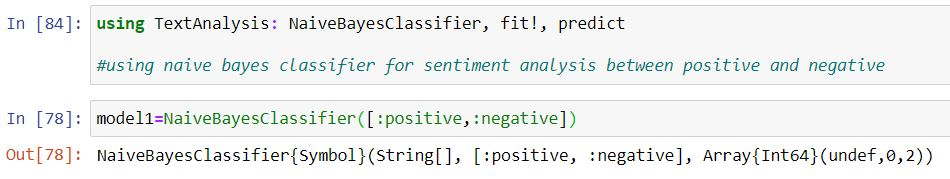 In [84]: using TextAnalysis: NaiveBayesClassifier, fit!, predict
#using naive bayes classifier for sentiment analysis between positive and negative
In [78]: model1=NaiveBayesClassifier([:positive,:negative])
Out[78]: NaiveBayesClassifier{Symbol}(String[], [:positive, :negative], Array{Int64}(undef,0,2))